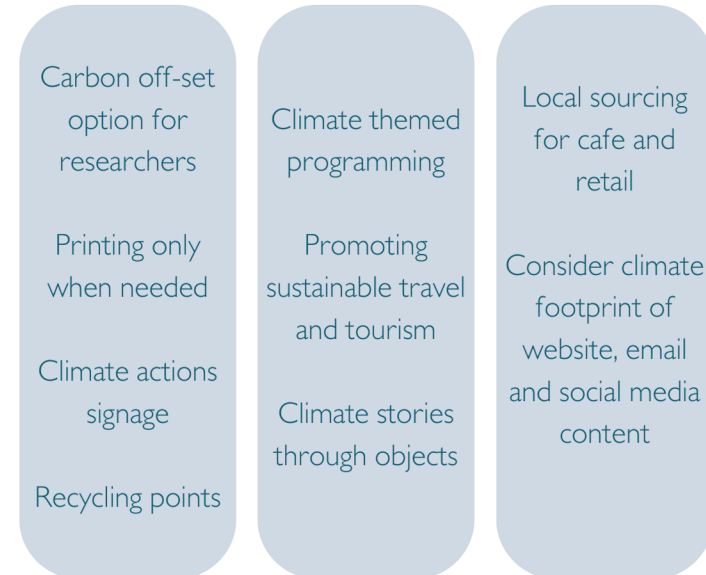 Carbon off-set
option for
researchers
Printing only
when needed
Climate actions
signage
Recycling points
Climate themed
programming
Promoting
sustainable travel
and tourism
Climate stories
through objects
Local sourcing
for cafe and
retail
Consider climate
footprint of
website, email
and social media
content